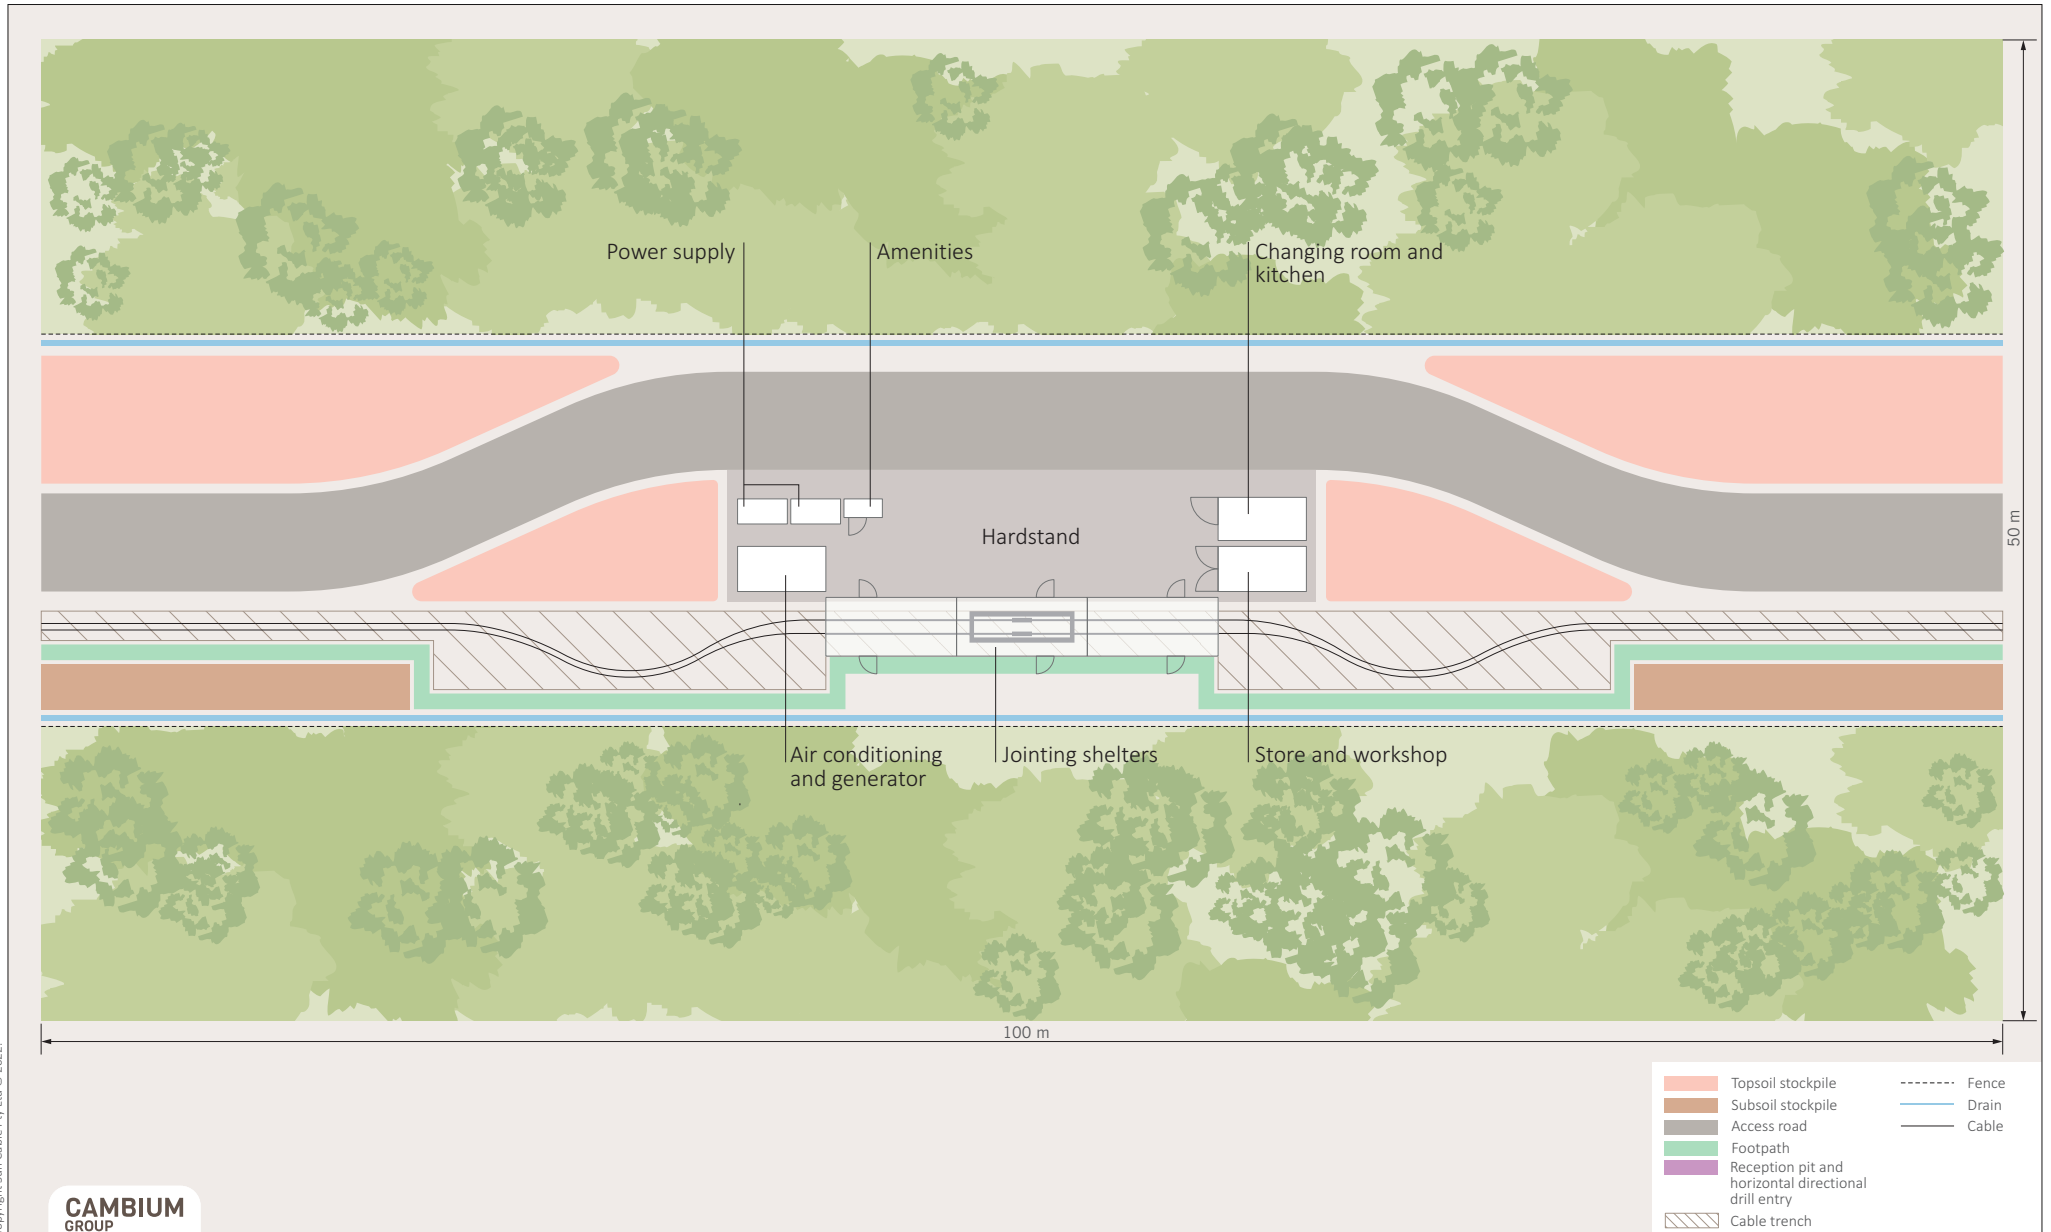 Power supply
Amenities
Changing room and
kitchen
Hardstand
50 m
Air conditioning
and generator
Jointing shelters
Store and workshop
100 m
Topsoil stockpile
Subsoil stockpile
Access road
Footpath
Reception pit and
horizontal directional
drill entry
Cable trench
Fence
Drain
Cable
CAMBIUM
GROUP